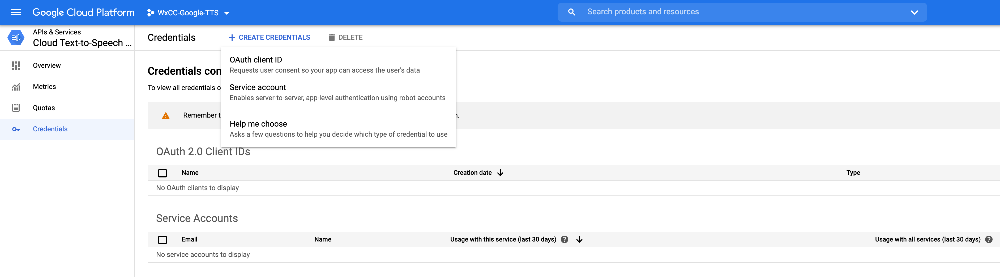 Google Cloud Platform
WxCC-Google-TTS
Search products and resources
APIs & Services
Cloud Text-to-Speech ...
Overview
Metrics
Quotas
Credentials
Credentials
+ CREATE CREDENTIALS
DELETE
OAuth client ID
Requests user consent so your app can access the user's data
Service account
Enables server-to-server, app-level authentication using robot accounts
Help me choose
Asks a few questions to help you decide which type of credential to use
Credentials
To view all credentials
Remember
OAuth 2.0 Client IDs
Name
Creation date
Type
No OAuth clients to display
Service Accounts
Email
Name
Usage with this service (last 30 days)
Usage with all services (last 30 days)
No service accounts to display